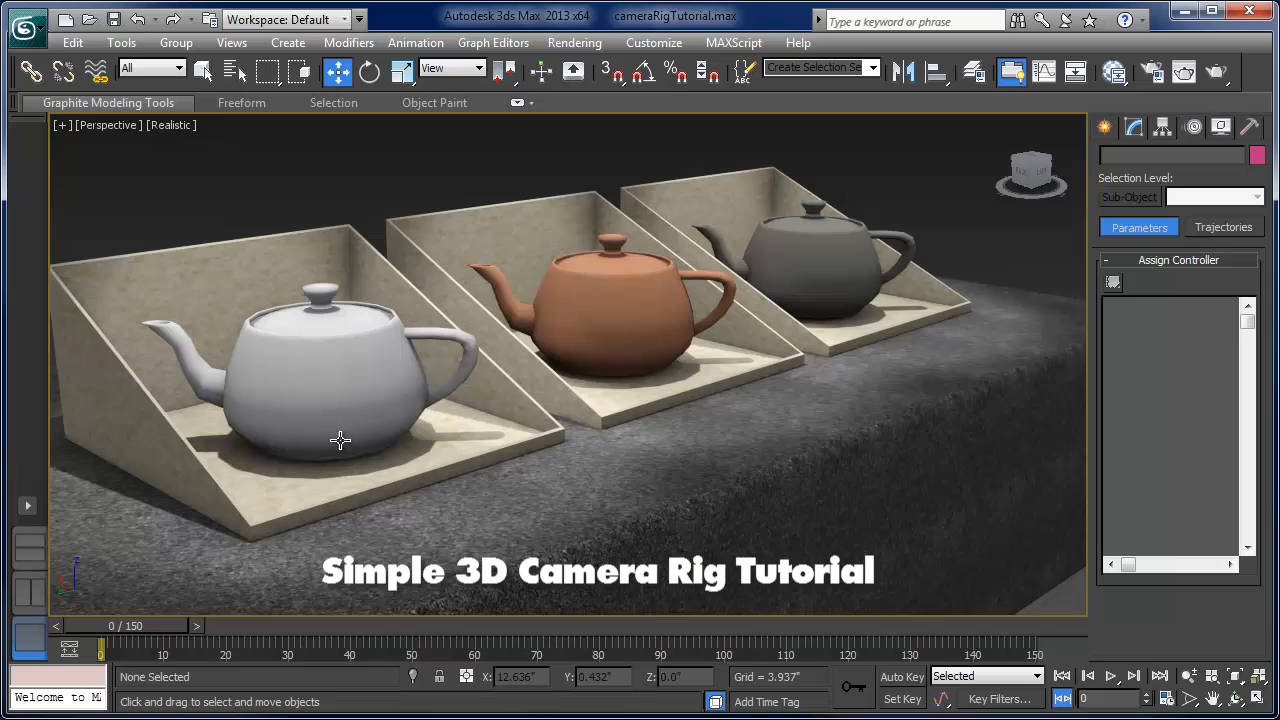 Workspace: Default
Autodesk 3ds Max 2013 x64 cameraRigTutorial.max
Type a keyword or phrase
Edit Tools Group Views Create Modifiers Animation Graph Editors Rendering Customize MAXScript Help
All
View
3
Create Selection Se
Graphite Modeling Tools Freeform Selection Object Paint
[+] [Perspective] [Realistic]
Selection Level:
Sub-Object
Parameters Trajectories
- Assign Controller
Simple 3D Camera Rig Tutorial
< 0 / 150 >
0 10 20 30 40 50 60 70 80 90 100 110 120 130 140 150
None Selected X: 12.636" Y: 0.432" Z: 0.0" Grid = 3.937" Auto Key Selected
Welcome to M
Click and drag to select and move objects Add Time Tag Set Key Key Filters... 0